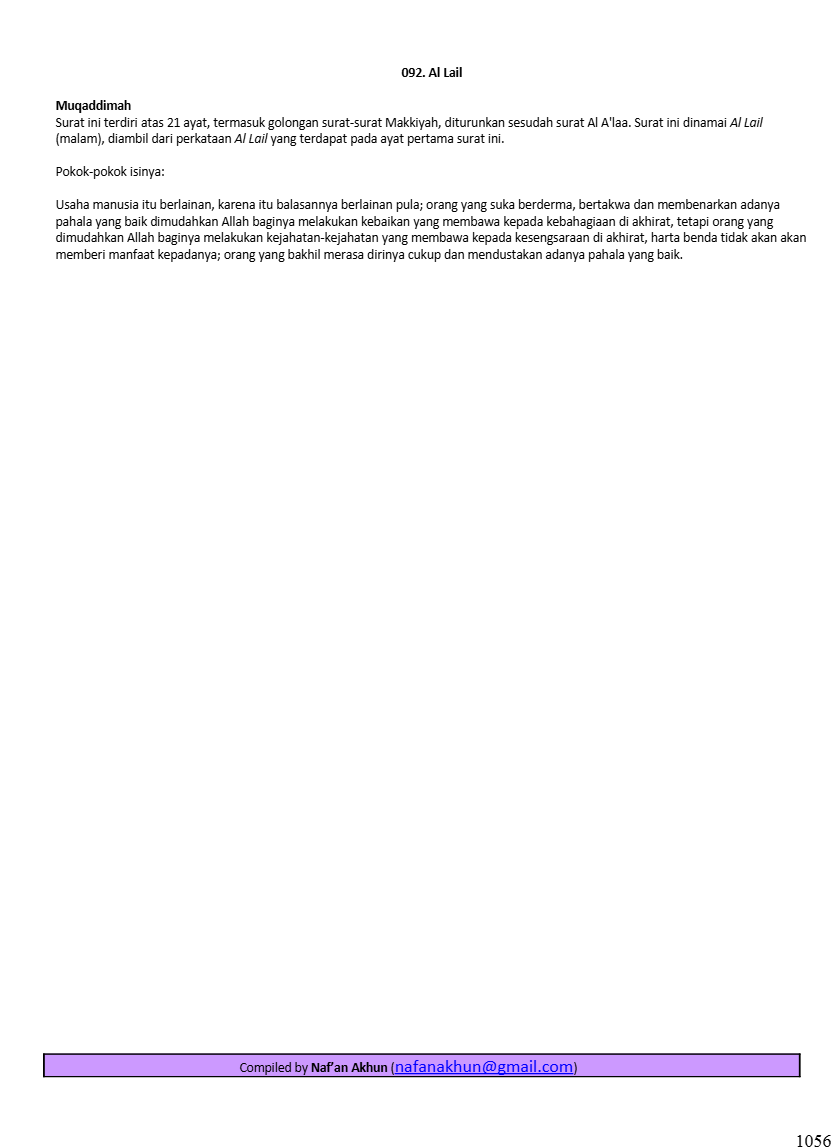 092. Al Lail
Muqaddimah
Surat ini terdiri atas 21 ayat, termasuk golongan surat-surat Makkiyah, diturunkan sesudah surat Al A'laa. Surat ini dinamai Al Lail
(malam), diambil dari perkataan Al Lail yang terdapat pada ayat pertama surat ini.
Pokok-pokok isinya:
Usaha manusia itu berlainan, karena itu balasannya berlainan pula; orang yang suka berderma, bertakwa dan membenarkan adanya
pahala yang baik dimudahkan Allah baginya melakukan kebaikan yang membawa kepada kebahagiaan di akhirat, tetapi orang yang
dimudahkan Allah baginya melakukan kejahatan-kejahatan yang membawa kepada kesengsaraan di akhirat, harta benda tidak akan akan
memberi manfaat kepadanya; orang yang bakhil merasa dirinya cukup dan mendustakan adanya pahala yang baik.
Compiled by Naf’an Akhun (nafanakhun@gmail.com)
1056